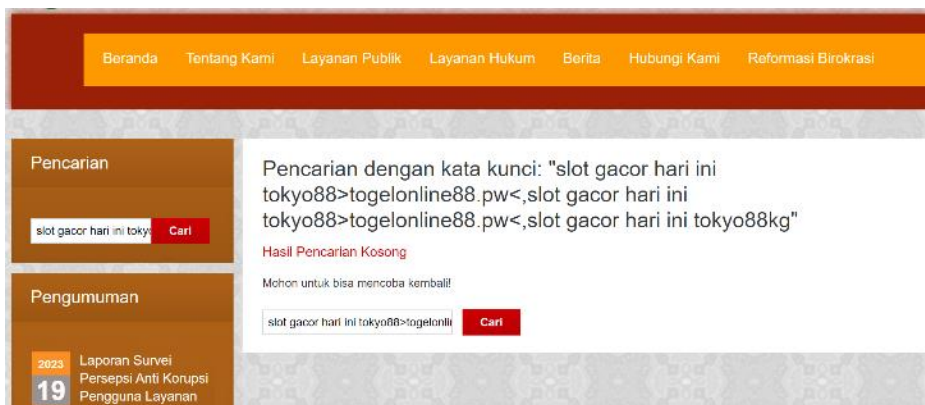 Beranda Tentang Kami Layanan Publik Layanan Hukum Berita Hubungi Kami Reformasi Birokrasi
Pencarian
slot gacor hari ini toky
Cari
Pengumuman
2023
19
Laporan Survei
Persepsi Anti Korupsi
Pengguna Layanan
Pencarian dengan kata kunci: "slot gacor hari ini
tokyo88>togelonline88.pw<,slot gacor hari ini
tokyo88>togelonline88.pw<,slot gacor hari ini tokyo88kg"
Hasil Pencarian Kosong
Mohon untuk bisa mencoba kembali!
slot gacor hari ini tokyo88>togelonli
Cari